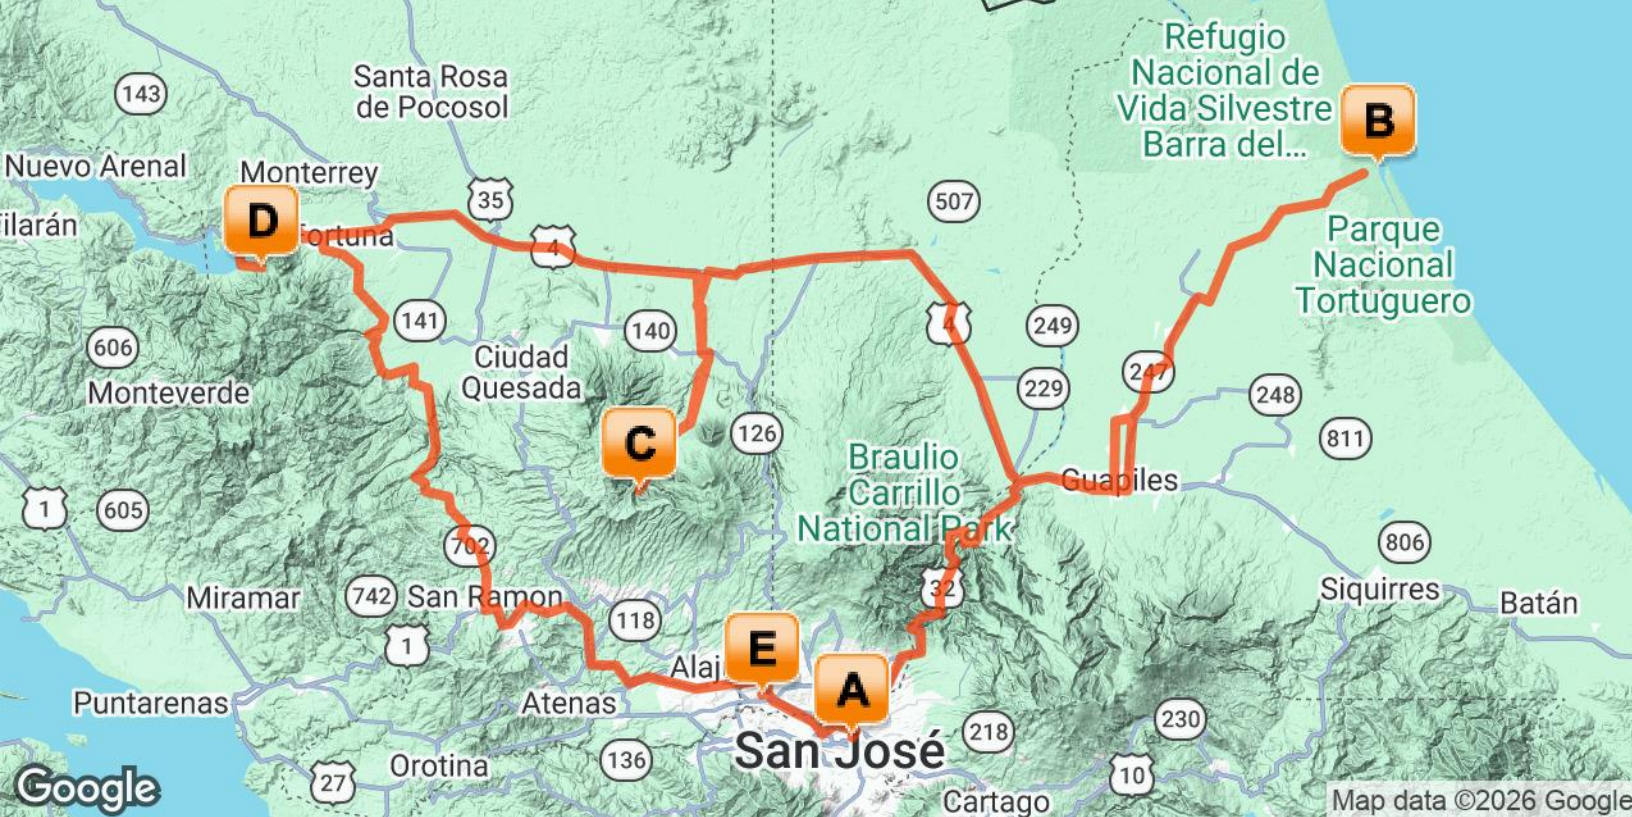 Refugio
Nacional de
Vida Silvestre
Barra del...
B
Santa Rosa
de Pocosol
143
Nuevo Arenal
Monterrey
35
507
D
ilarán
Fortuna
4
Parque
Nacional
Tortuguero
141
140
4
249
606
Ciudad
Quesada
247
229
248
Monteverde
C
126
811
Braulio
Carrillo
National Park
Guapiles
1
605
702
806
32
Siquirres
Batán
Miramar
742
San Ramon
118
1
E
Alaj
A
Puntarenas
Atenas
230
218
San José
136
Orotina
10
27
Cartago
Google
Map data ©2026 Google